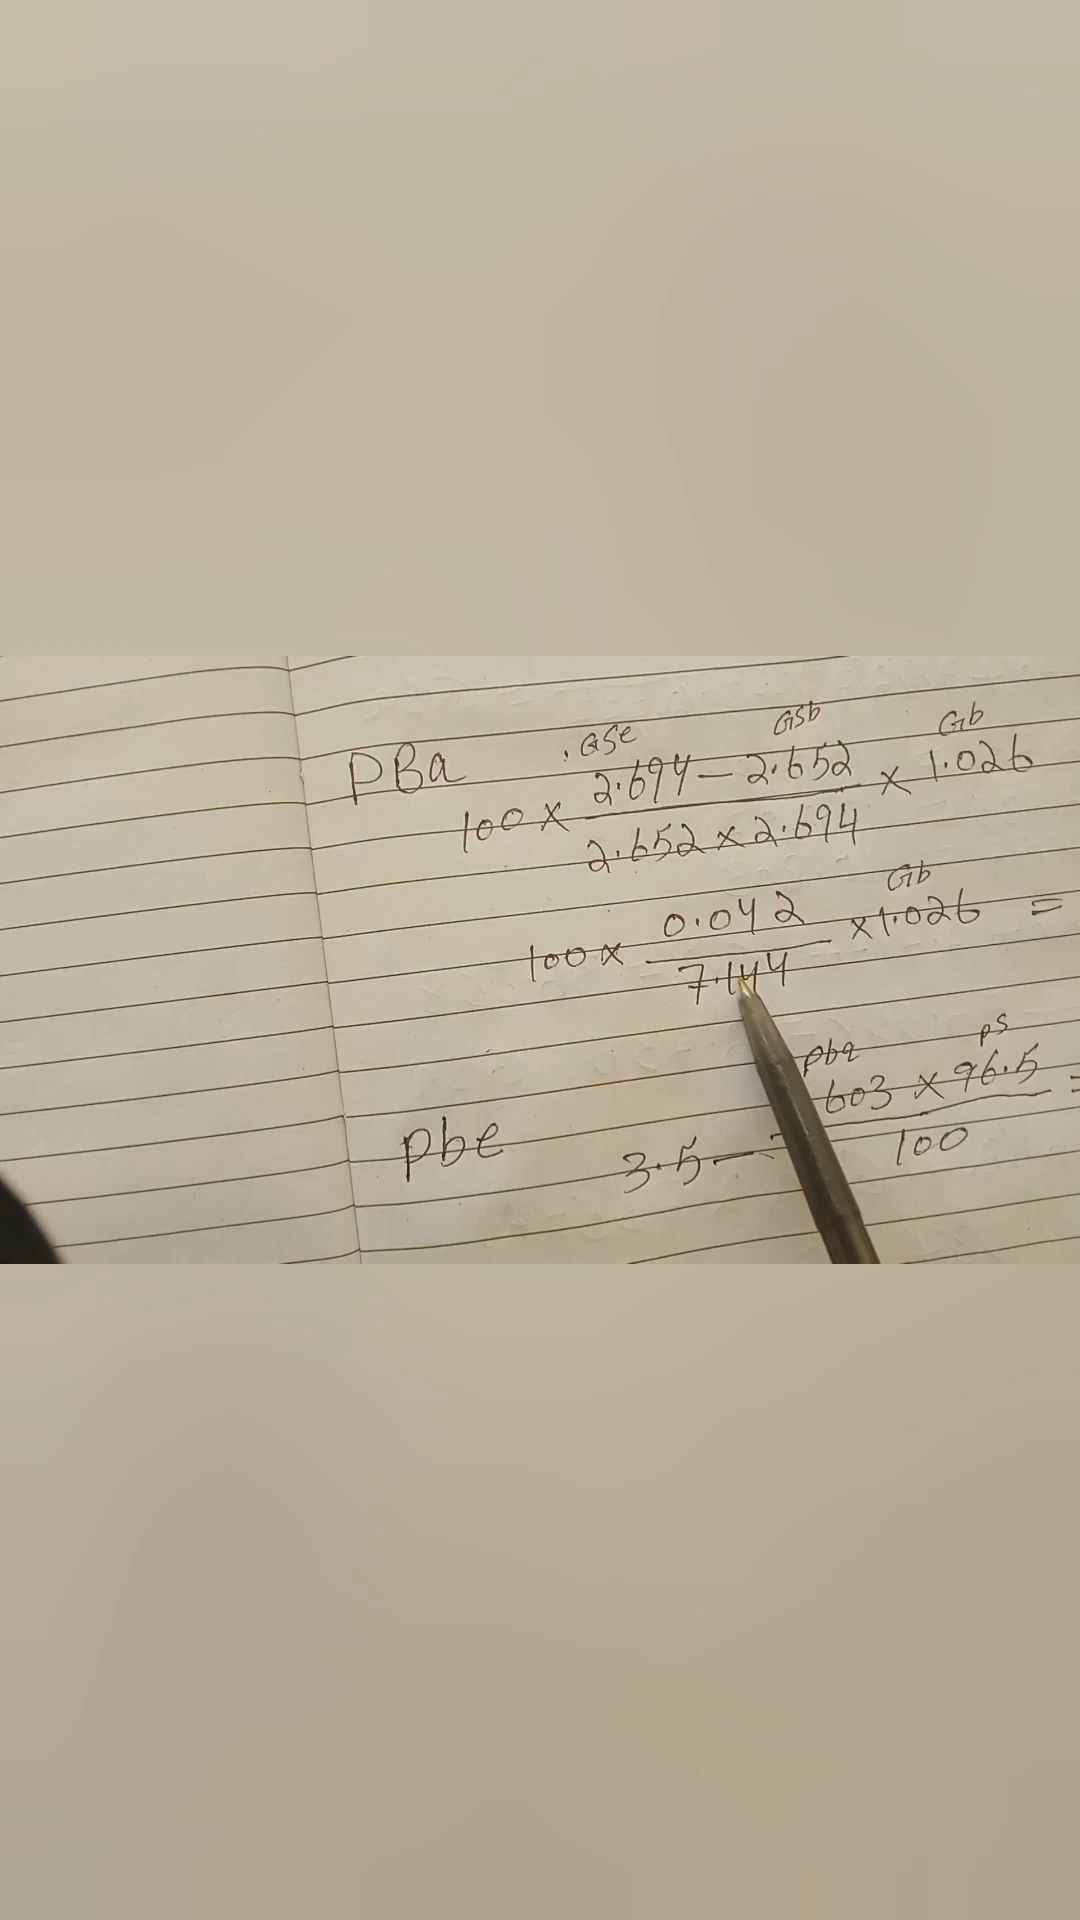 PBa
.Gse Gsb Gb
100 × 2.694 — 2.652 × 1.026
2.652 × 2.694
Gb
100 × 0.042 × 1.026 =
7.144
pba ps
pbe 3.5 — 603 × 96.5 =
100